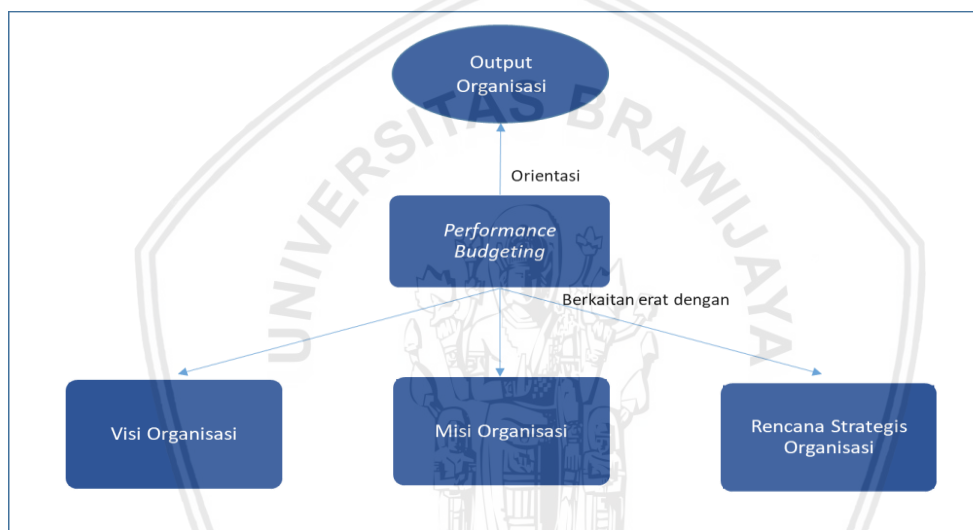 Output
Organisasi
UNIVERSITAS BRAWIJAYA
Orientasi
Performance
Budgeting
Berkaitan erat dengan
Visi Organisasi
Misi Organisasi
Rencana Strategis
Organisasi